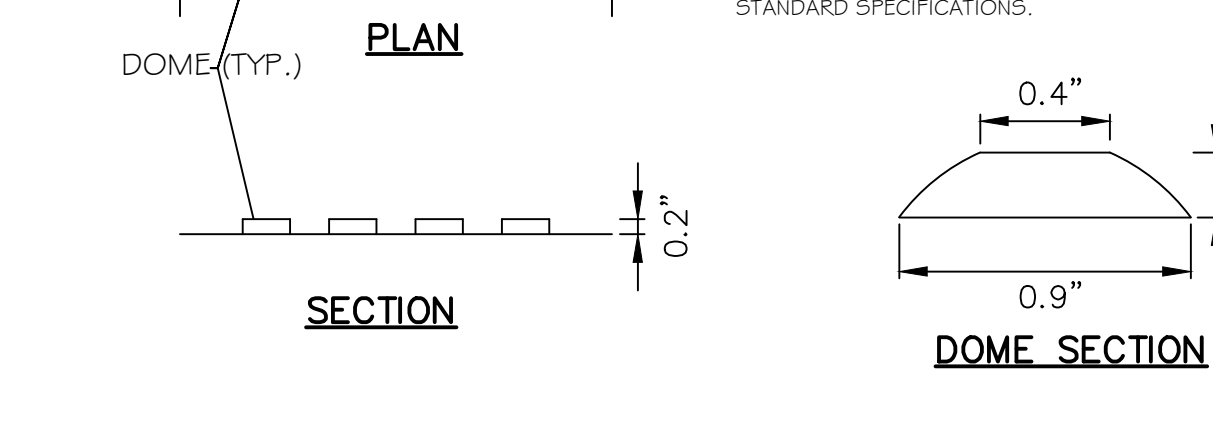 STANDARD SPECIFICATIONS.
PLAN
DOME (TYP.)
0.4"
0.2"
0.9"
SECTION
DOME SECTION